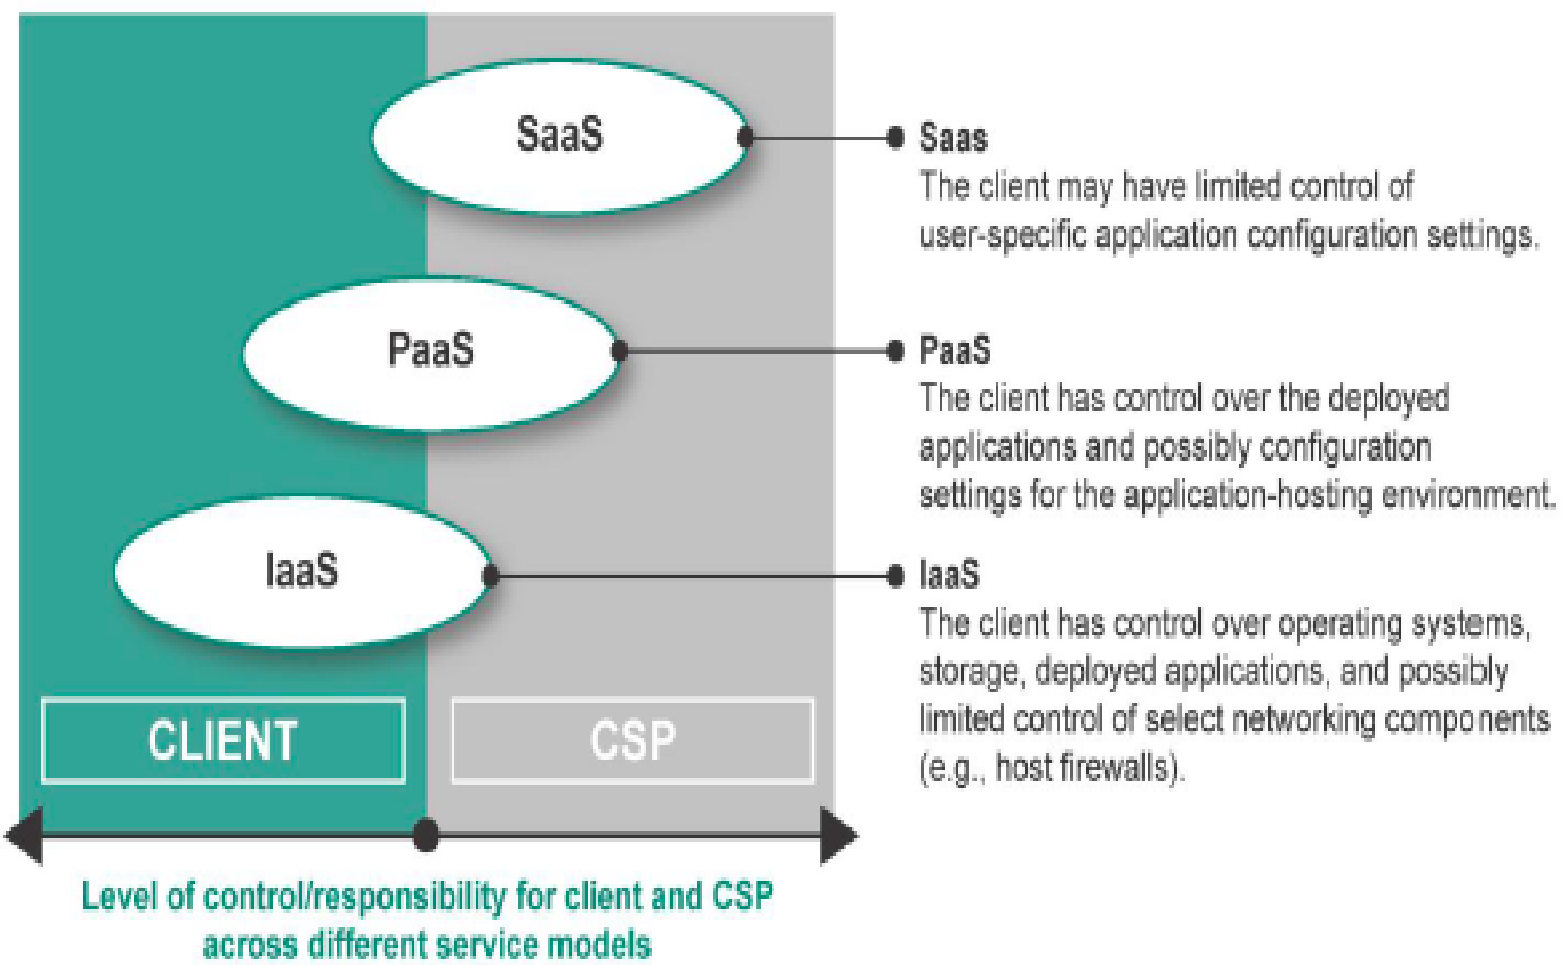 SaaS
Saas
The client may have limited control of
user-specific application configuration settings.
PaaS
PaaS
The client has control over the deployed
applications and possibly configuration
settings for the application-hosting environment.
IaaS
IaaS
The client has control over operating systems,
storage, deployed applications, and possibly
limited control of select networking components
(e.g., host firewalls).
CLIENT
CSP
Level of control/responsibility for client and CSP
across different service models